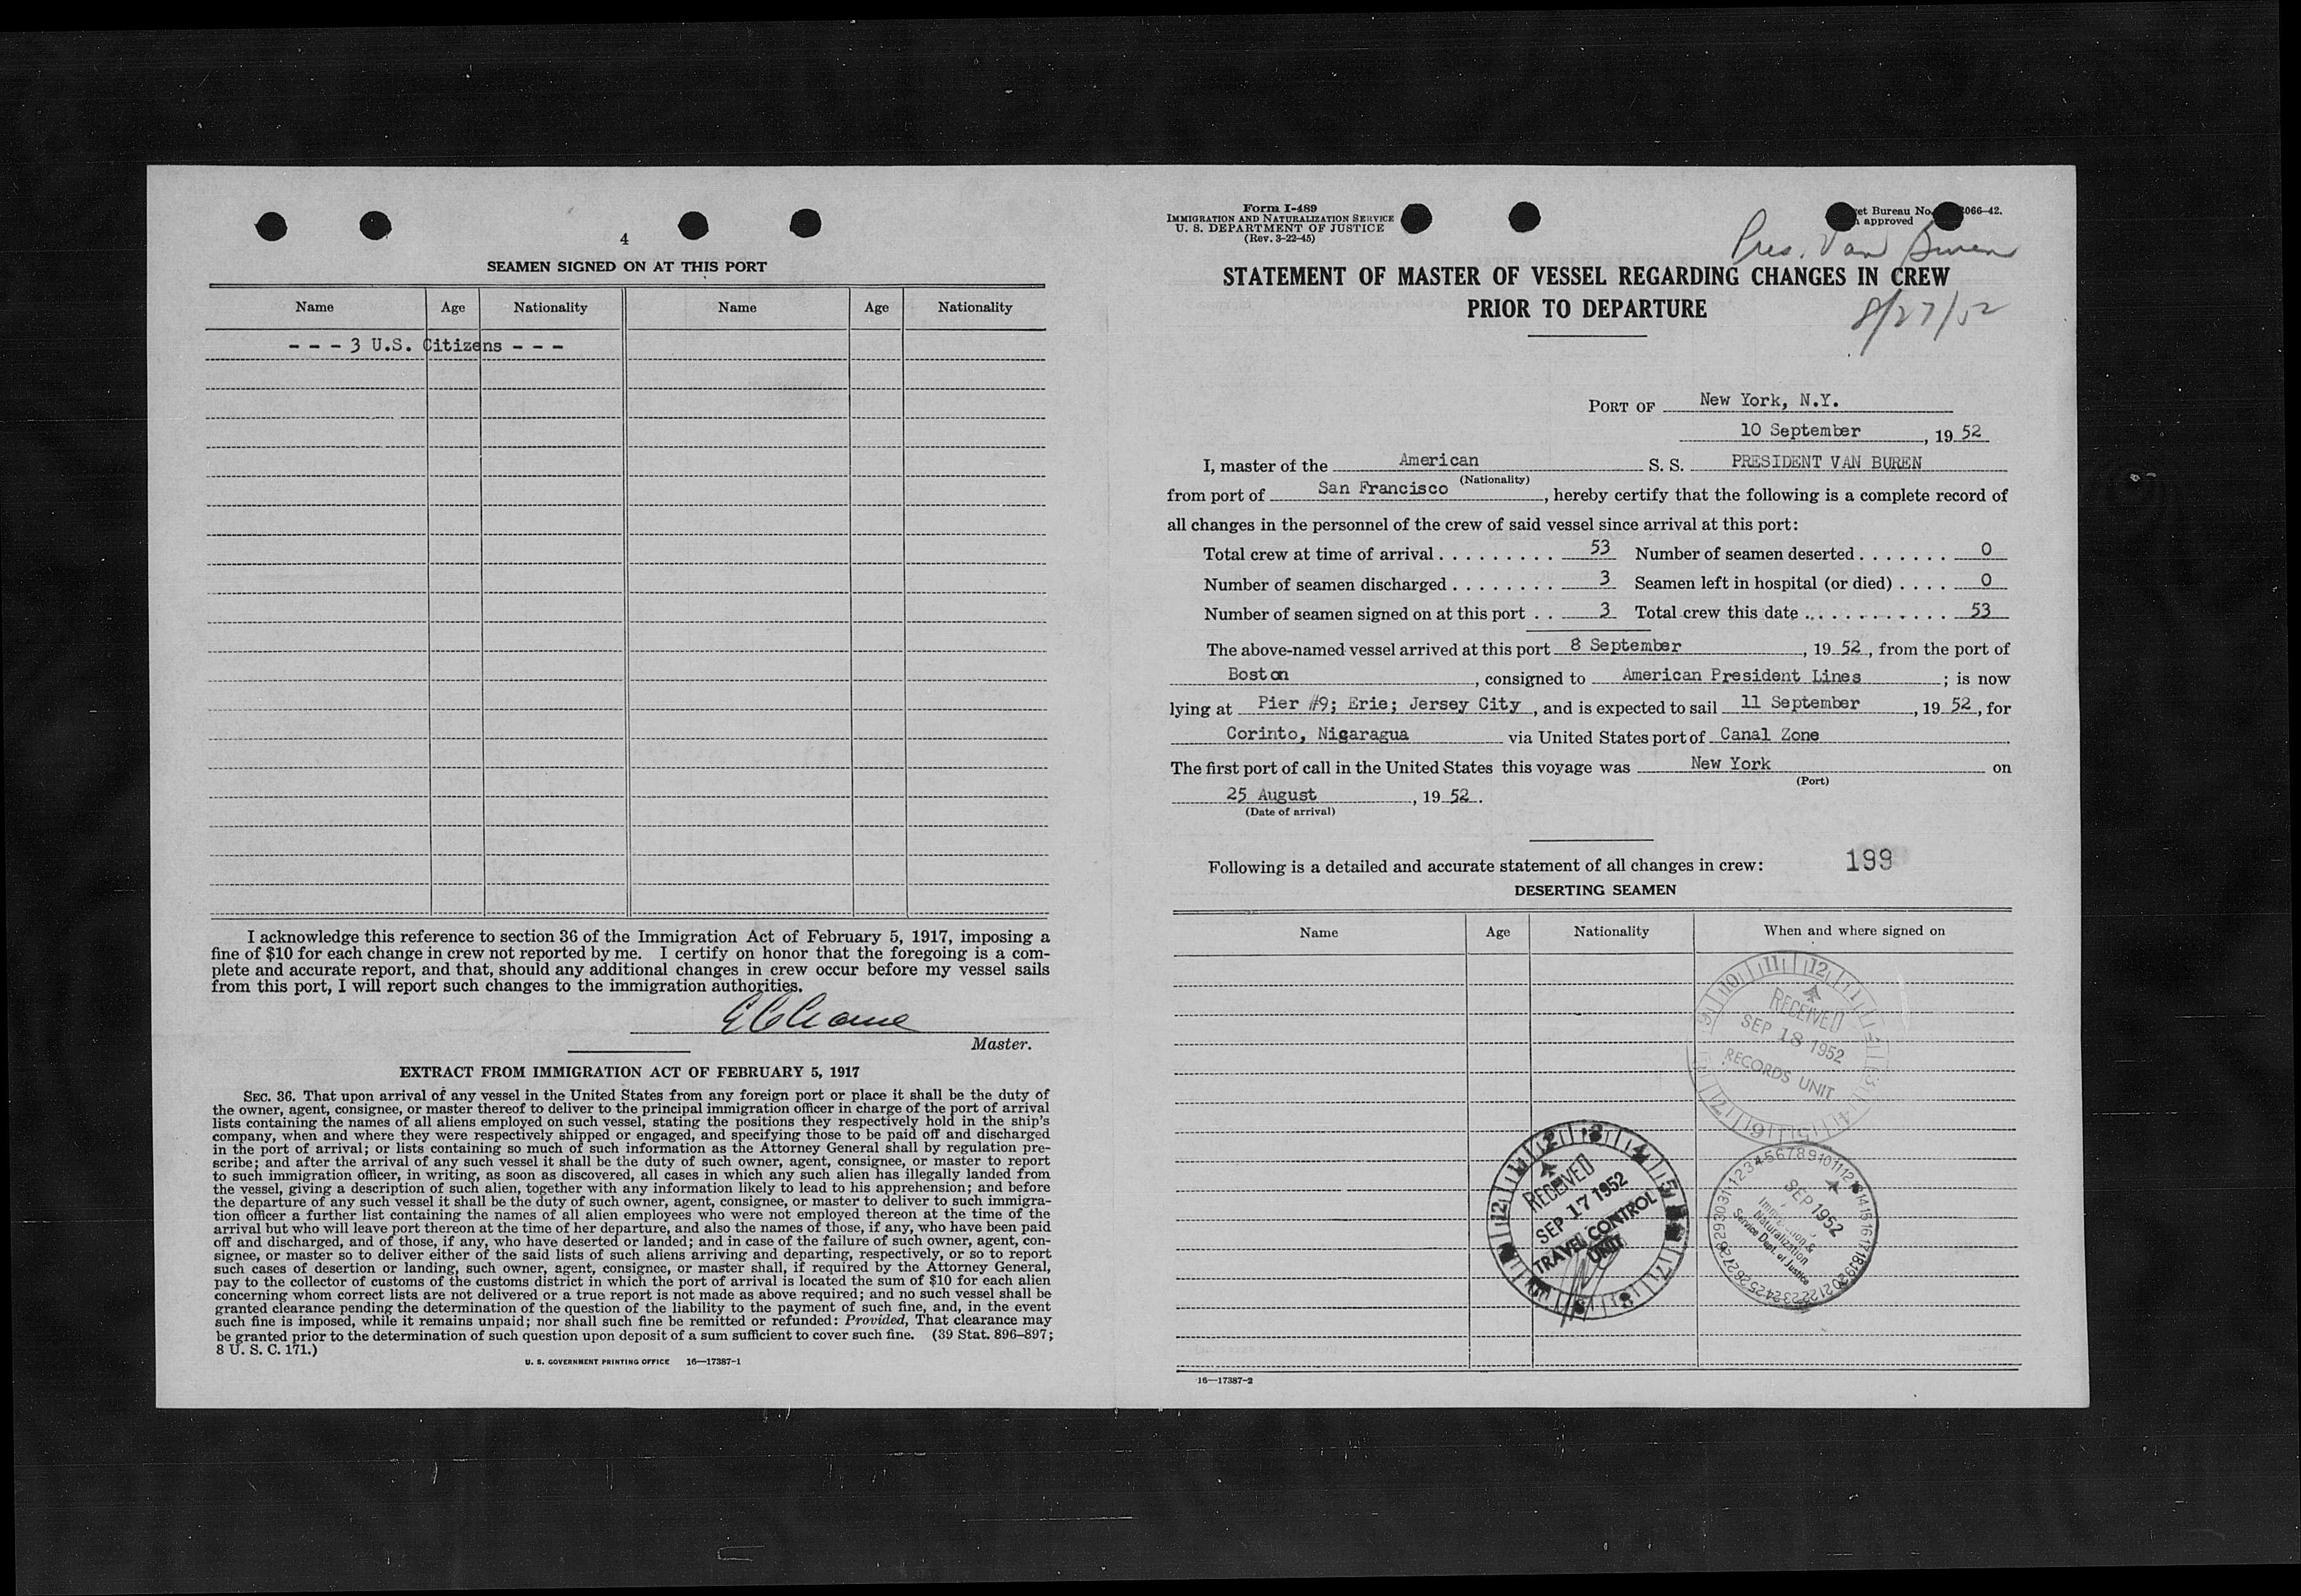 4
SEAMEN SIGNED ON AT THIS PORT
Name Age Nationality Name Age Nationality
- - - 3 U.S. Citizens - - -
I acknowledge this reference to section 36 of the Immigration Act of February 5, 1917, imposing a
fine of $10 for each change in crew not reported by me. I certify on honor that the foregoing is a com-
plete and accurate report, and that, should any additional changes in crew occur before my vessel sails
from this port, I will report such changes to the immigration authorities.
Master.
EXTRACT FROM IMMIGRATION ACT OF FEBRUARY 5, 1917
SEC. 36. That upon arrival of any vessel in the United States from any foreign port or place it shall be the duty of
the owner, agent, consignee, or master thereof to deliver to the principal immigration officer in charge of the port of arrival
lists containing the names of all aliens employed on such vessel, stating the positions they respectively hold in the ship's
company, when and where they were respectively shipped or engaged, and specifying those to be paid off and discharged
in the port of arrival; or lists containing so much of such information as the Attorney General shall by regulation pre-
scribe; and after the arrival of any such vessel it shall be the duty of such owner, agent, consignee, or master to report
to such immigration officer, in writing, as soon as discovered, all cases in which any such alien has illegally landed from
the vessel, giving a description of such alien, together with any information likely to lead to his apprehension; and before
the departure of any such vessel it shall be the duty of such owner, agent, consignee, or master to deliver to such immigra-
tion officer a further list containing the names of all alien employees who were not employed thereon at the time of the
arrival but who will leave port thereon at the time of her departure, and also the names of those, if any, who have been paid
off and discharged, and of those, if any, who have deserted or landed; and in case of the failure of such owner, agent, con-
signee, or master so to deliver either of the said lists of such aliens arriving and departing, respectively, or so to report
such cases of desertion or landing, such owner, agent, consignee, or master shall, if required by the Attorney General,
pay to the collector of customs of the customs district in which the port of arrival is located the sum of $10 for each alien
concerning whom correct lists are not delivered or a true report is not made as above required; and no such vessel shall be
granted clearance pending the determination of the question of the liability to the payment of such fine, and, in the event
such fine is imposed, while it remains unpaid; nor shall such fine be remitted or refunded: Provided, That clearance may
be granted prior to the determination of such question upon deposit of a sum sufficient to cover such fine. (39 Stat. 896–897;
8 U. S. C. 171.)
U. S. GOVERNMENT PRINTING OFFICE 16—17387-1
Form I-489
IMMIGRATION AND NATURALIZATION SERVICE
U. S. DEPARTMENT OF JUSTICE
(Rev. 3-22-45)
et Bureau No. 066-42.
approved
Pres. Van Buren
STATEMENT OF MASTER OF VESSEL REGARDING CHANGES IN CREW
PRIOR TO DEPARTURE
8/27/52
PORT OF New York, N.Y.
10 September, 19 52
I, master of the American S. S. PRESIDENT VAN BUREN
(Nationality)
from port of San Francisco, hereby certify that the following is a complete record of
all changes in the personnel of the crew of said vessel since arrival at this port:
Total crew at time of arrival . . . . . . . . . 53 Number of seamen deserted . . . . . . . 0
Number of seamen discharged . . . . . . . . 3 Seamen left in hospital (or died) . . . . 0
Number of seamen signed on at this port . . 3 Total crew this date . . . . . . . . . . . . 53
The above-named vessel arrived at this port 8 September, 19 52, from the port of
Boston, consigned to American President Lines; is now
lying at Pier #9; Erie; Jersey City, and is expected to sail 11 September, 19 52, for
Corinto, Nicaragua via United States port of Canal Zone
The first port of call in the United States this voyage was New York on
(Port)
25 August, 19 52.
(Date of arrival)
Following is a detailed and accurate statement of all changes in crew: 199
DESERTING SEAMEN
Name Age Nationality When and where signed on
RECEIVED
SEP 18 1952
RECORDS UNIT
RECEIVED
SEP 17 1952
TRAVEL CONTROL
UNIT
SEP 1952
Immigration &
Naturalization
Service Dept. of Justice
16—17387-2